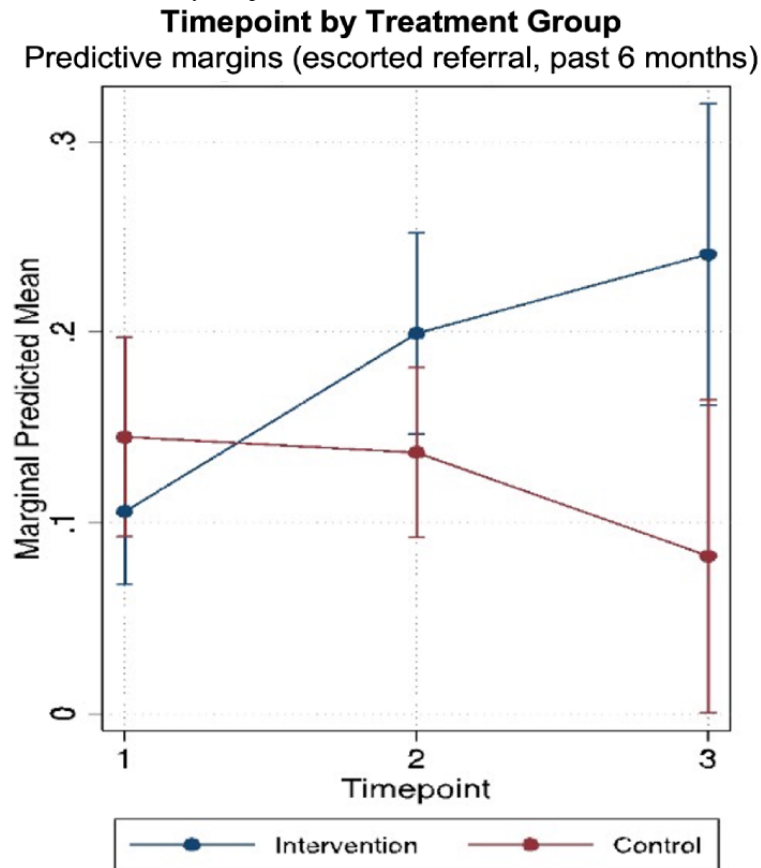 Timepoint by Treatment Group
Predictive margins (escorted referral, past 6 months)
Marginal Predicted Mean
.3
.2
.1
0
1 2 3
Timepoint
Intervention Control